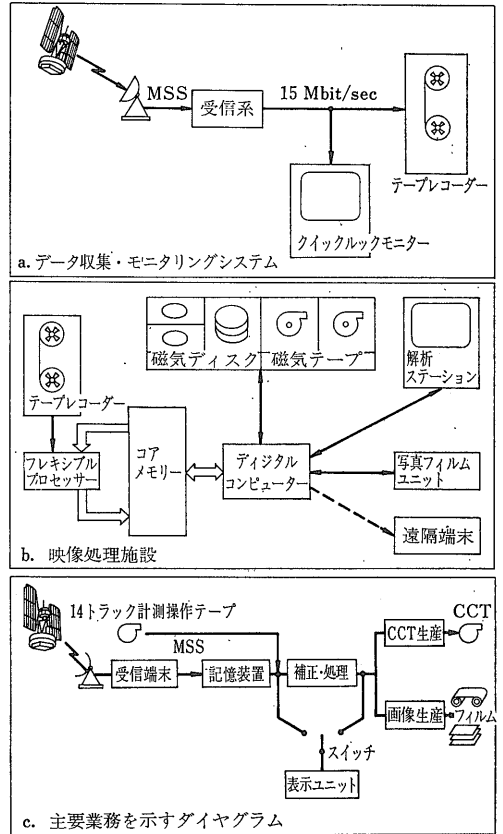 MSS
受信系
15 Mbit/sec
テープレコーダー
クイックルックモニター
a. データ収集・モニタリングシステム
磁気ディスク
磁気テープ
解析
ステーション
テープレコーダー
フレキシブル
プロセッサー
コア
メモリー
ディジタル
コンピューター
写真フィルム
ユニット
遠隔端末
b. 映像処理施設
14トラック計測操作テープ
MSS
受信端末
記憶装置
補正・処理
CCT生産
CCT
画像生産
フィルム
スイッチ
表示ユニット
c. 主要業務を示すダイヤグラム